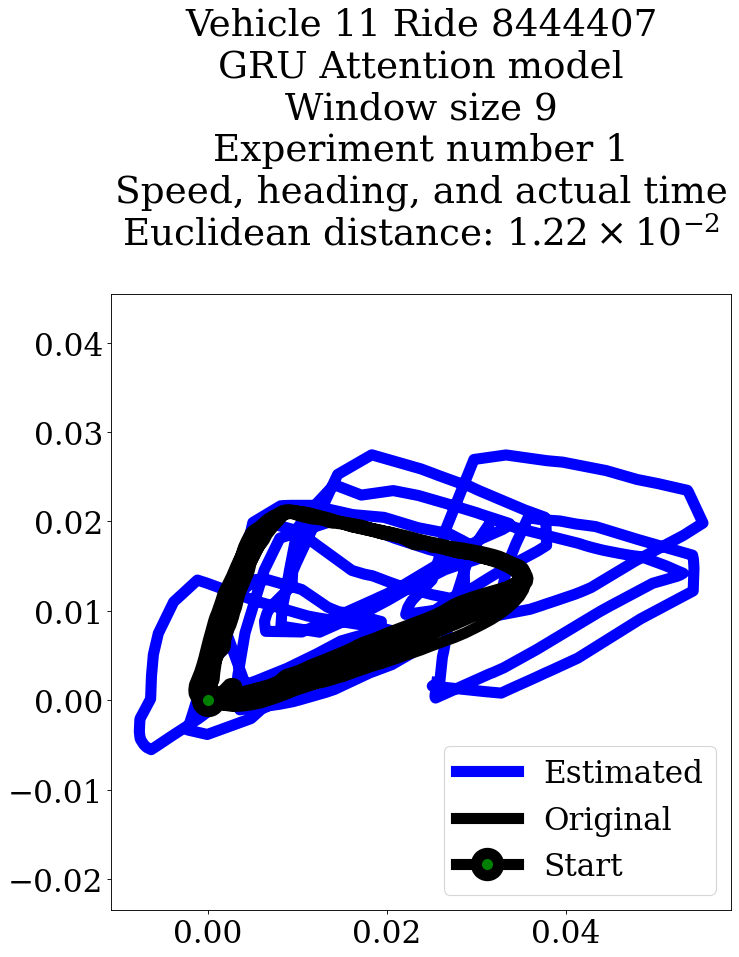 Vehicle 11 Ride 8444407
GRU Attention model
Window size 9
Experiment number 1
Speed, heading, and actual time
Euclidean distance: 1.22 × 10⁻²
0.04
0.03
0.02
0.01
0.00
−0.01
−0.02
0.00 0.02 0.04
Estimated
Original
Start